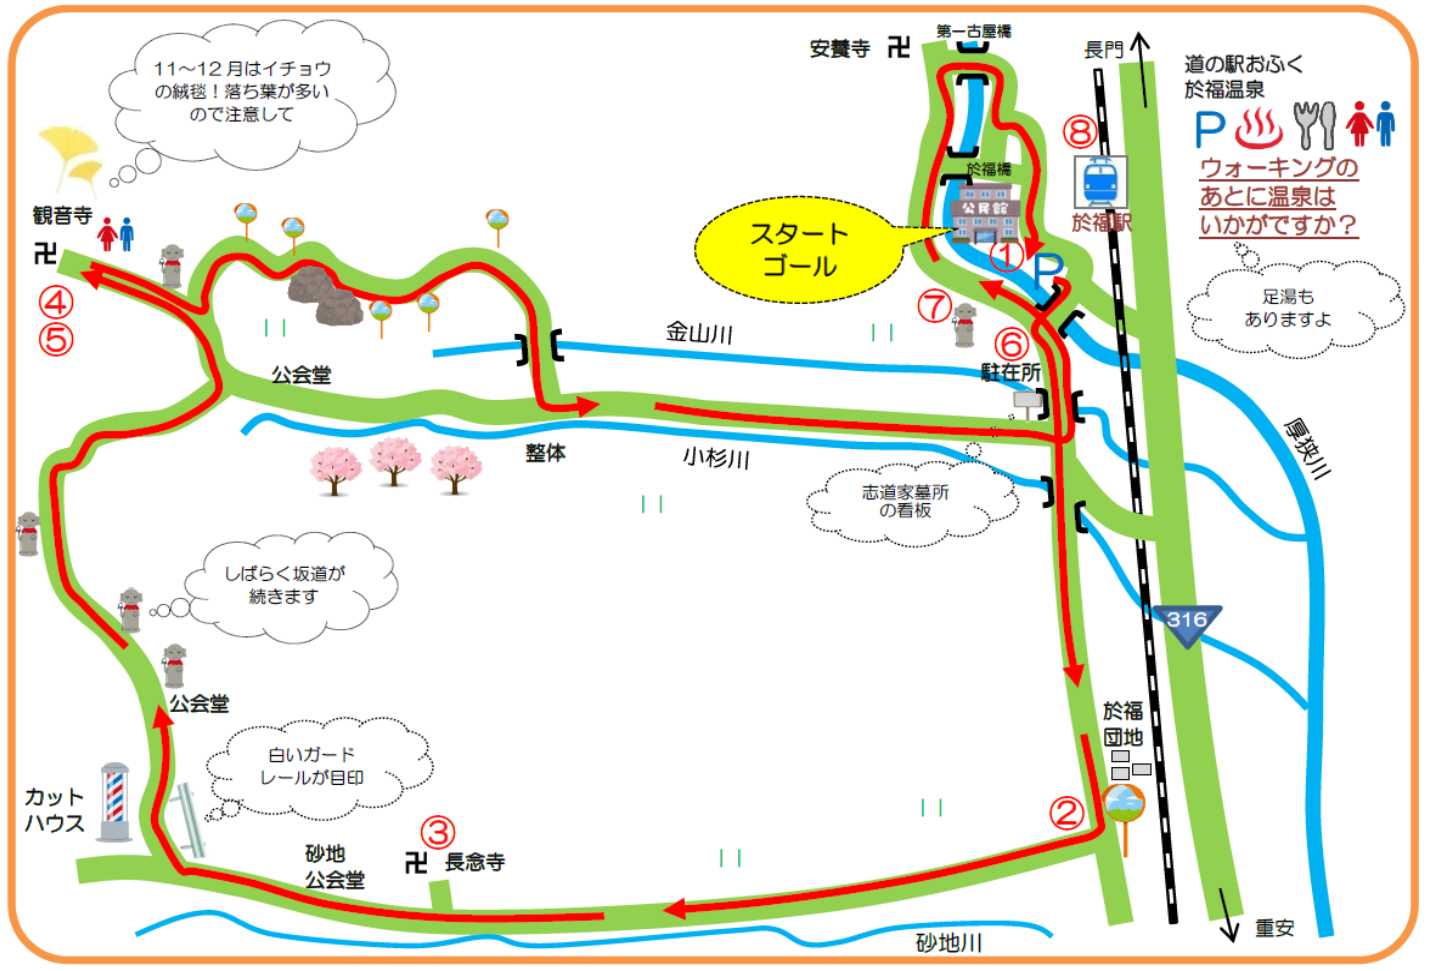 11～12月はイチョウ
の絨毯！落ち葉が多い
ので注意して
観音寺
④
⑤
安養寺
第一古屋橋
於福橋
公民館
スタート
ゴール
①
P
⑦
⑥
駐在所
長門
⑧
於福駅
道の駅おふく
於福温泉
P
ウォーキングの
あとに温泉は
いかがですか？
足湯も
ありますよ
金山川
公会堂
整体
小杉川
志道家墓所
の看板
厚狭川
しばらく坂道が
続きます
公会堂
白いガード
レールが目印
カット
ハウス
砂地
公会堂
③
長念寺
②
於福
団地
316
砂地川
重安